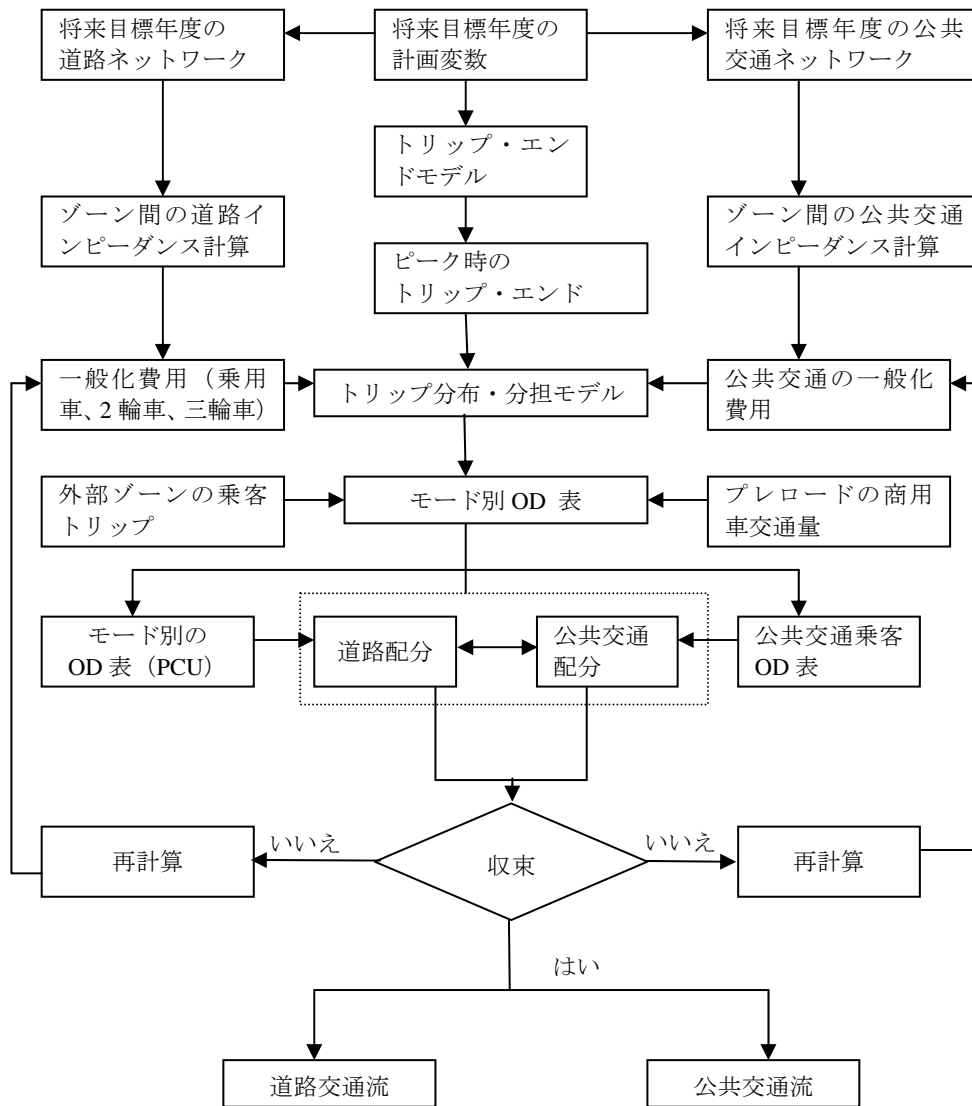 将来目標年度の
道路ネットワーク
将来目標年度の
計画変数
将来目標年度の公共
交通ネットワーク
トリップ・エン
ドモデル
ゾーン間の道路イ
ンピーダンス計算
ピーク時の
トリップ・エンド
ゾーン間の公共交通
インピーダンス計算
一般化費用（乗用
車、2 輪車、三輪車）
トリップ分布・分担モデル
公共交通の一般化
費用
外部ゾーンの乗客
トリップ
モード別 OD 表
プレロードの商用
車交通量
モード別の
OD 表（PCU）
道路配分
公共交通
配分
公共交通乗客
OD 表
再計算
いいえ
収束
いいえ
再計算
はい
道路交通流
公共交通流